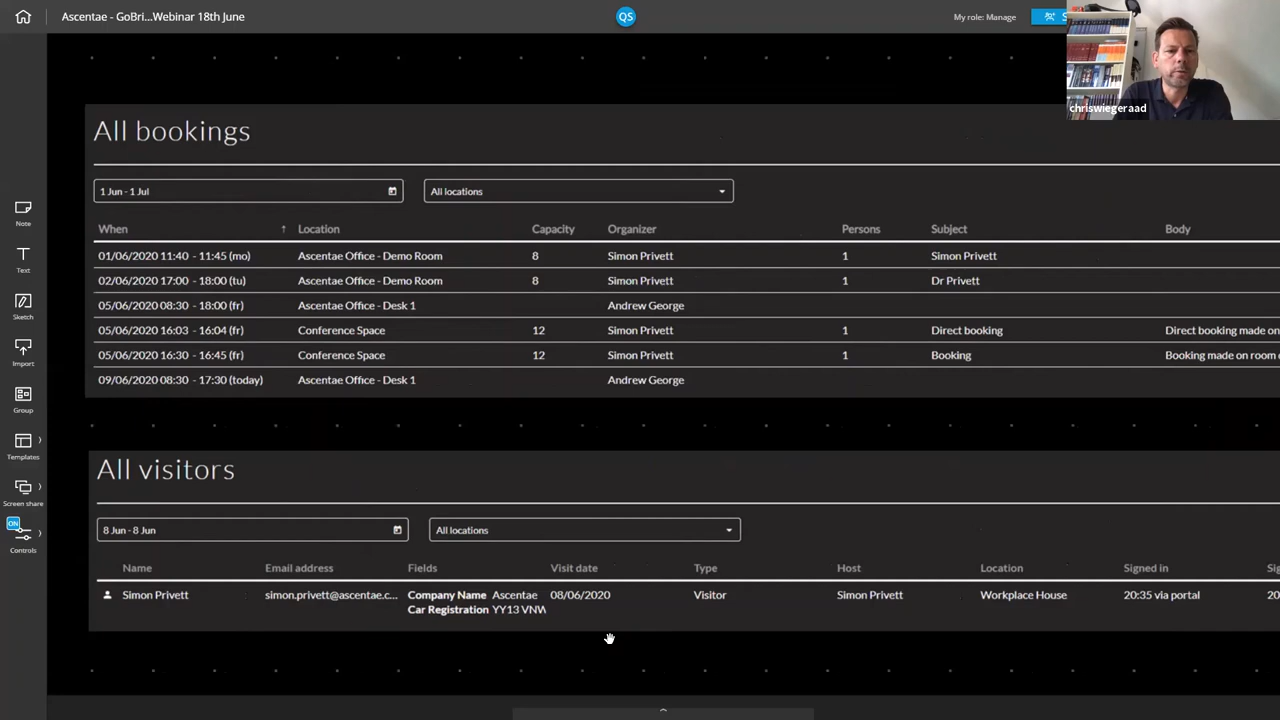 Ascentae - GoBri...Webinar 18th June
QS
My role: Manage
chriswiegeraad
Note
Text
Sketch
Import
Group
Templates
Screen share
ON
Controls
All bookings
1 Jun - 1 Jul
All locations
When ↑ Location Capacity Organizer Persons Subject Body
01/06/2020 11:40 - 11:45 (mo) Ascentae Office - Demo Room 8 Simon Privett 1 Simon Privett
02/06/2020 17:00 - 18:00 (tu) Ascentae Office - Demo Room 8 Simon Privett 1 Dr Privett
05/06/2020 08:30 - 18:00 (fr) Ascentae Office - Desk 1 Andrew George
05/06/2020 16:03 - 16:04 (fr) Conference Space 12 Simon Privett 1 Direct booking Direct booking made on
05/06/2020 16:30 - 16:45 (fr) Conference Space 12 Simon Privett 1 Booking Booking made on room
09/06/2020 08:30 - 17:30 (today) Ascentae Office - Desk 1 Andrew George
All visitors
8 Jun - 8 Jun
All locations
Name Email address Fields Visit date Type Host Location Signed in
Simon Privett simon.privett@ascentae.c... Company Name Ascentae 08/06/2020 Visitor Simon Privett Workplace House 20:35 via portal 20
Car Registration YY13 VNW